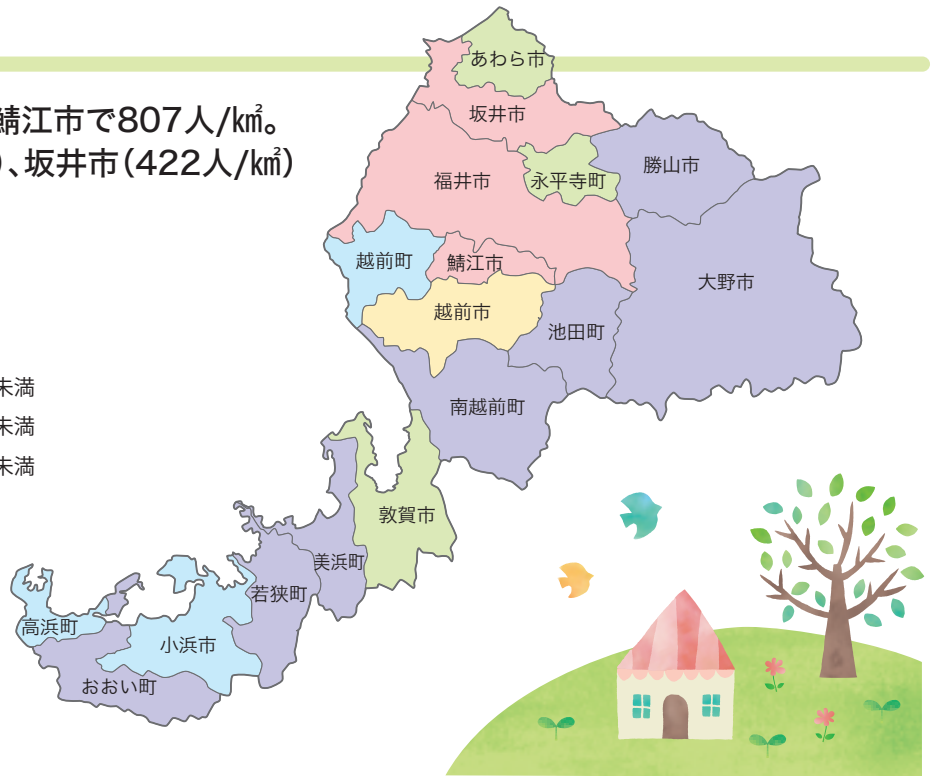 鯖江市で807人/㎢。
)、坂井市(422人/㎢)
未満
未満
未満
あわら市
坂井市
福井市
永平寺町
勝山市
越前町
鯖江市
大野市
越前市
池田町
南越前町
敦賀市
美浜町
若狭町
高浜町
小浜市
おおい町